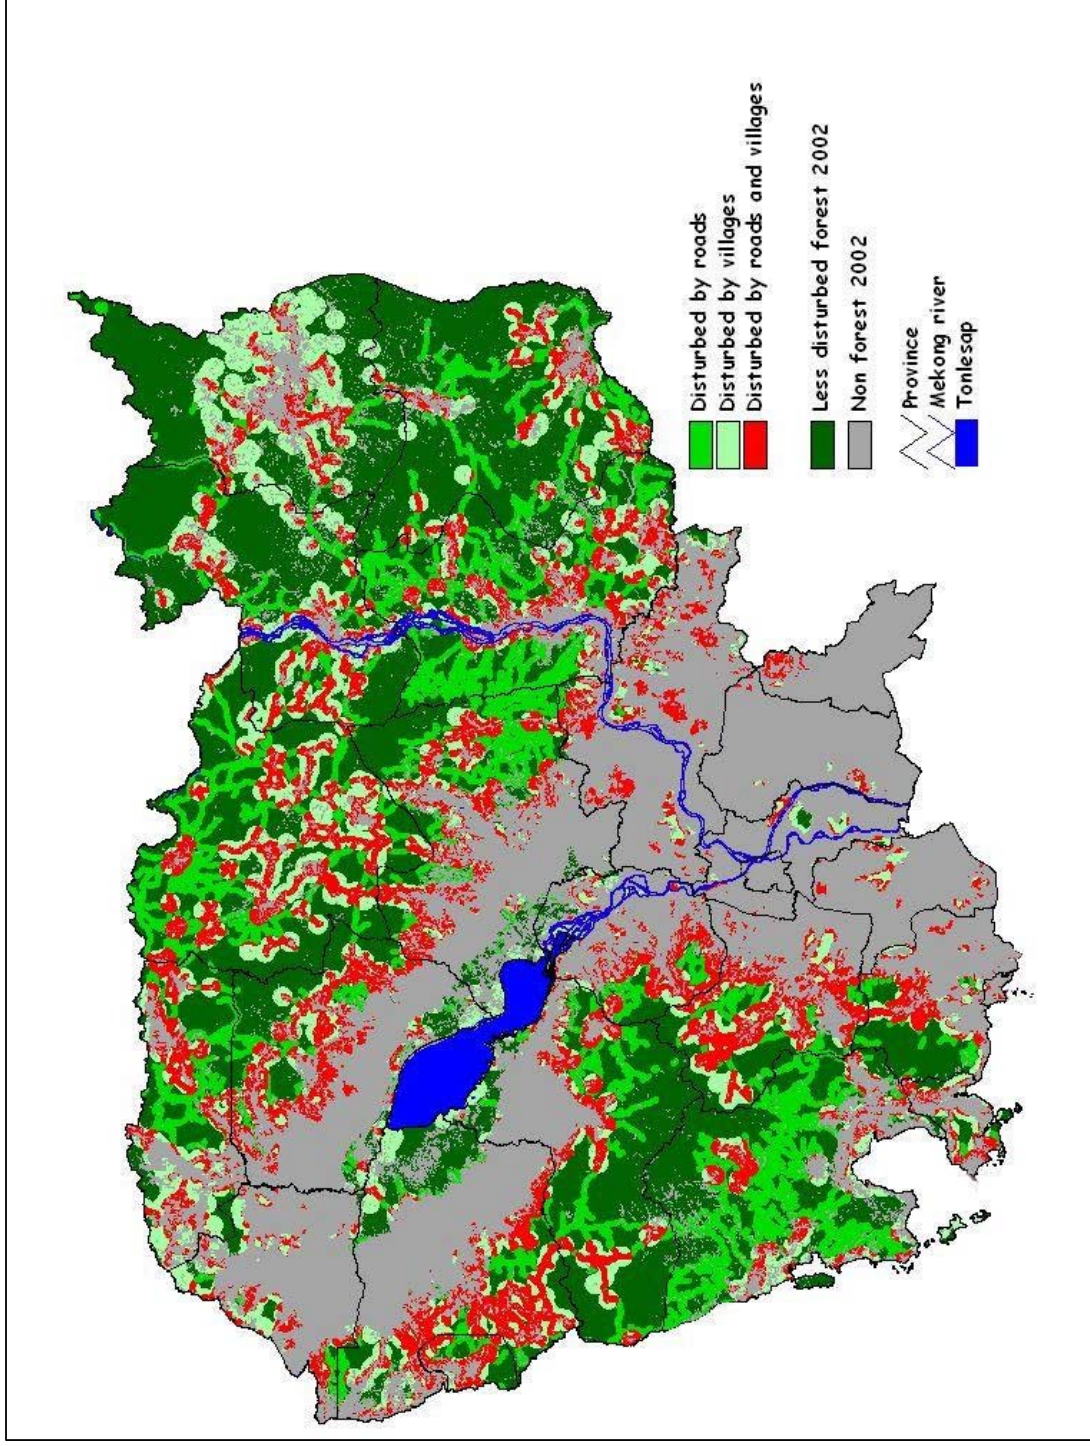 Disturbed by roads
Disturbed by villages
Disturbed by roads and villages
Less disturbed forest 2002
Non forest 2002
Province
Mekong river
Tonlesap